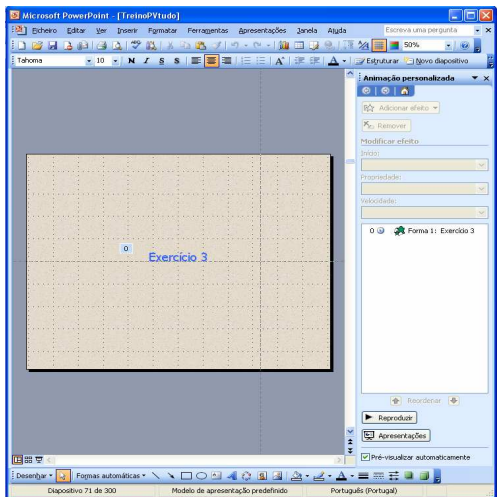 Microsoft PowerPoint - [TreinoPVtudo]
Ficheiro Editar Ver Inserir Formatar Ferramentas Apresentações Janela Ajuda Escreva uma pergunta
50%
Tahoma 10 N I S S Estruturar Novo diapositivo
Animação personalizada
Adicionar efeito
Remover
Modificar efeito
Início:
Propriedade:
Velocidade:
0 Forma 1: Exercício 3
0
Exercício 3
Reordenar
Reproduzir
Apresentações
Pré-visualizar automaticamente
Desenhar Formas automáticas
Diapositivo 71 de 300 Modelo de apresentação predefinido Português (Portugal)